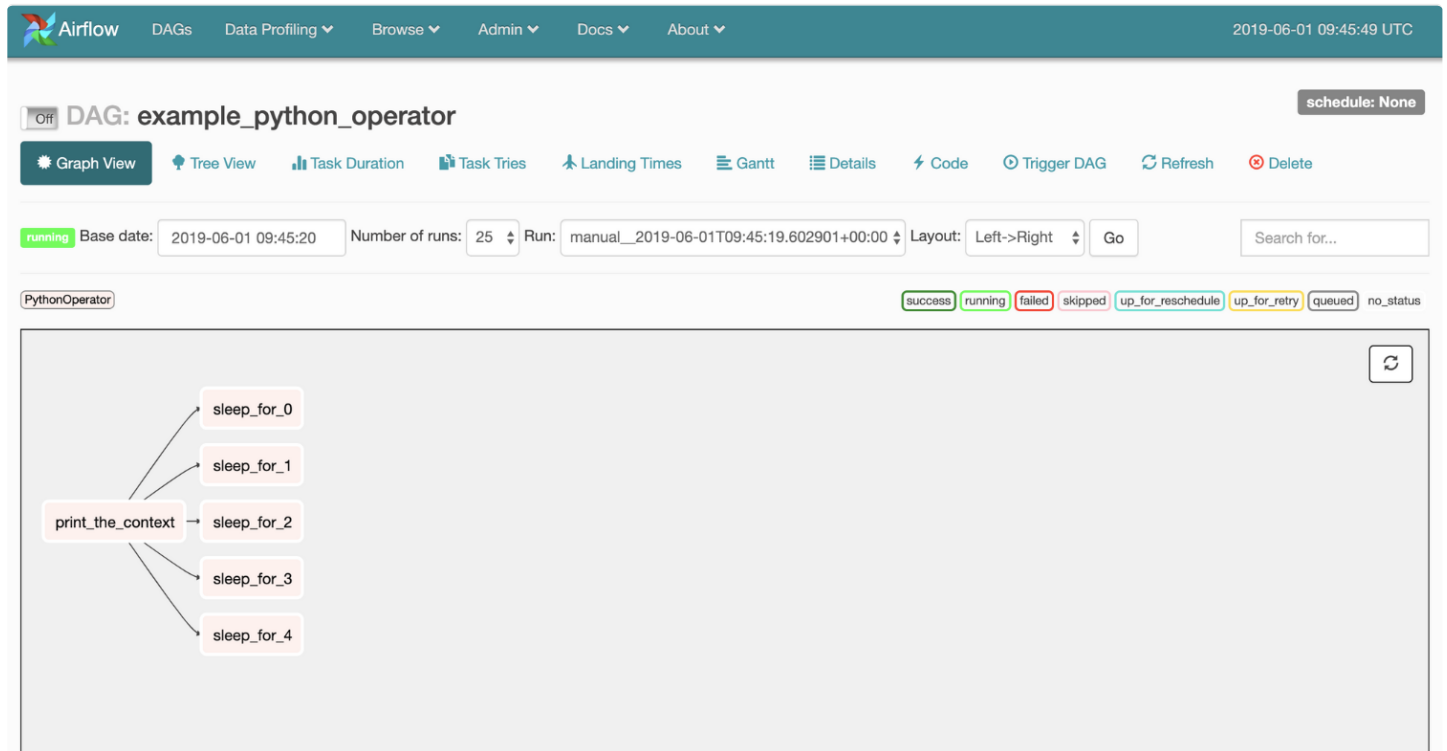 Airflow DAGs Data Profiling Browse Admin Docs About 2019-06-01 09:45:49 UTC
schedule: None
Off DAG: example_python_operator
Graph View Tree View Task Duration Task Tries Landing Times Gantt Details Code Trigger DAG Refresh Delete
running Base date: 2019-06-01 09:45:20 Number of runs: 25 Run: manual__2019-06-01T09:45:19.602901+00:00 Layout: Left->Right Go Search for...
PythonOperator success running failed skipped up_for_reschedule up_for_retry queued no_status
sleep_for_0
sleep_for_1
print_the_context sleep_for_2
sleep_for_3
sleep_for_4